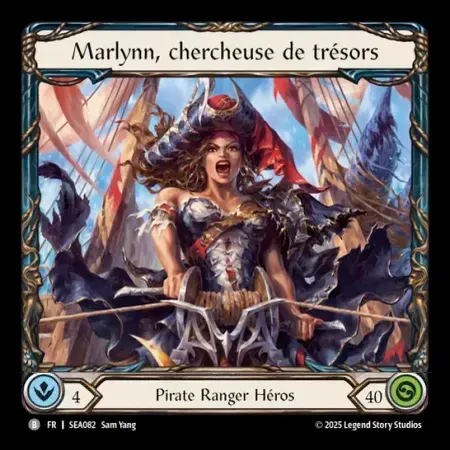 Marlynn, chercheuse de trésors
4
Pirate Ranger Héros
40
B FR | SEA082 Sam Yang
© 2025 Legend Story Studios